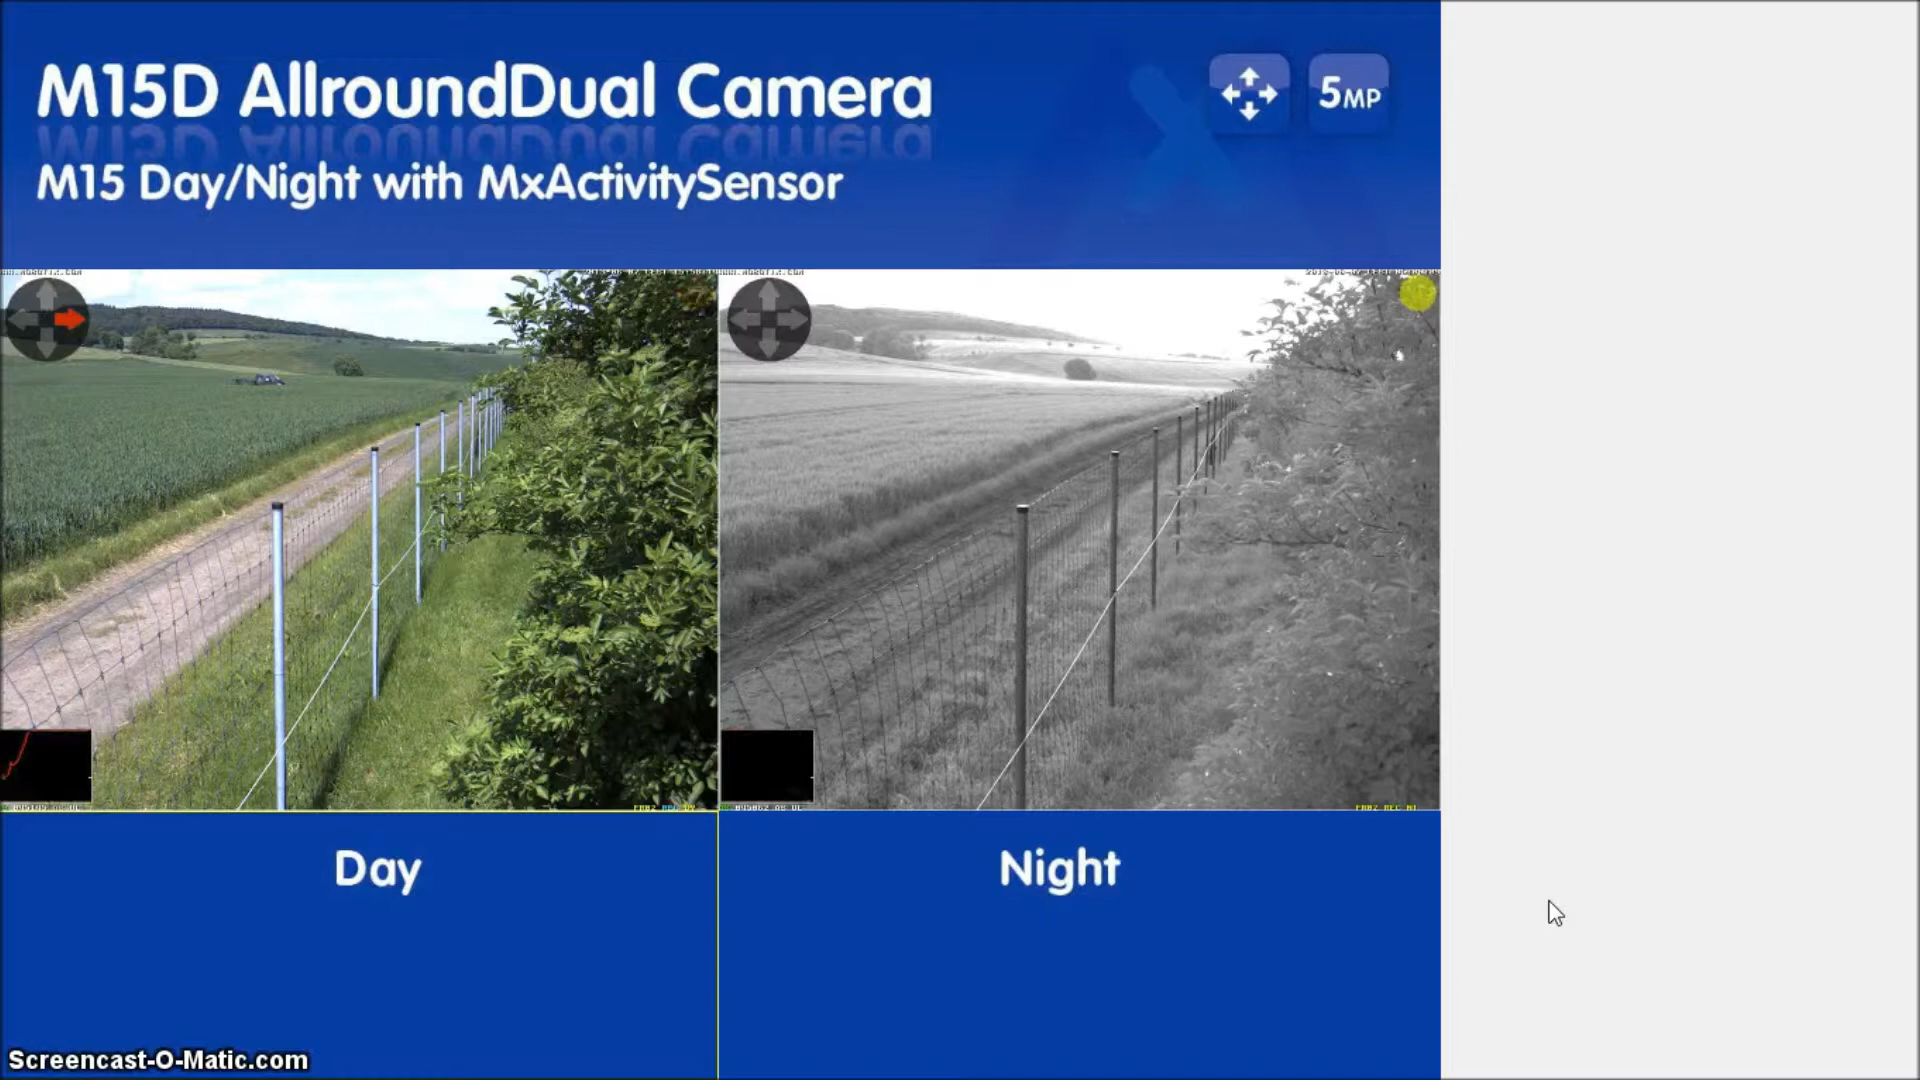 M15D AllroundDual Camera
5MP
M15 Day/Night with MxActivitySensor
Day
Night
Screencast-O-Matic.com